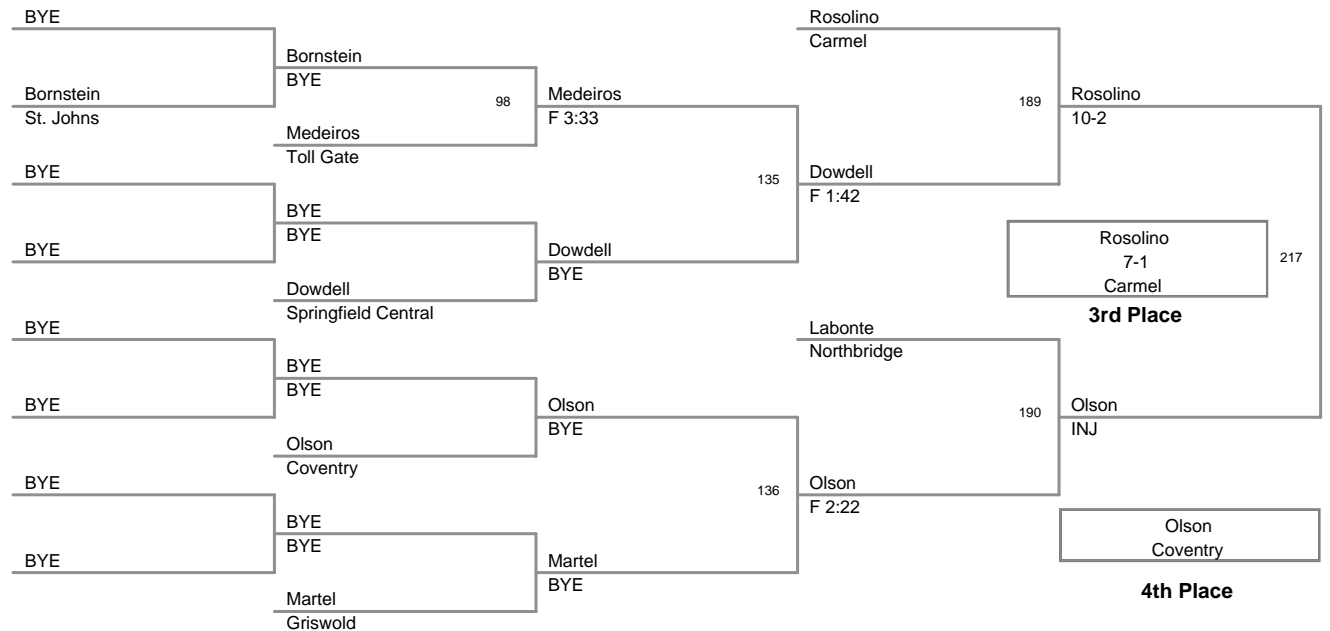 BYE
Bornstein
St. Johns
BYE
BYE
BYE
BYE
BYE
BYE
Bornstein
BYE
Medeiros
Toll Gate
BYE
BYE
Dowdell
Springfield Central
BYE
BYE
Olson
Coventry
BYE
BYE
Martel
Griswold
98
Medeiros
F 3:33
Dowdell
BYE
Olson
BYE
Martel
BYE
135
136
Rosolino
Carmel
Dowdell
F 1:42
Labonte
Northbridge
Olson
F 2:22
189
190
Rosolino
10-2
Rosolino
7-1
Carmel
217
3rd Place
Olson
INJ
Olson
Coventry
4th Place